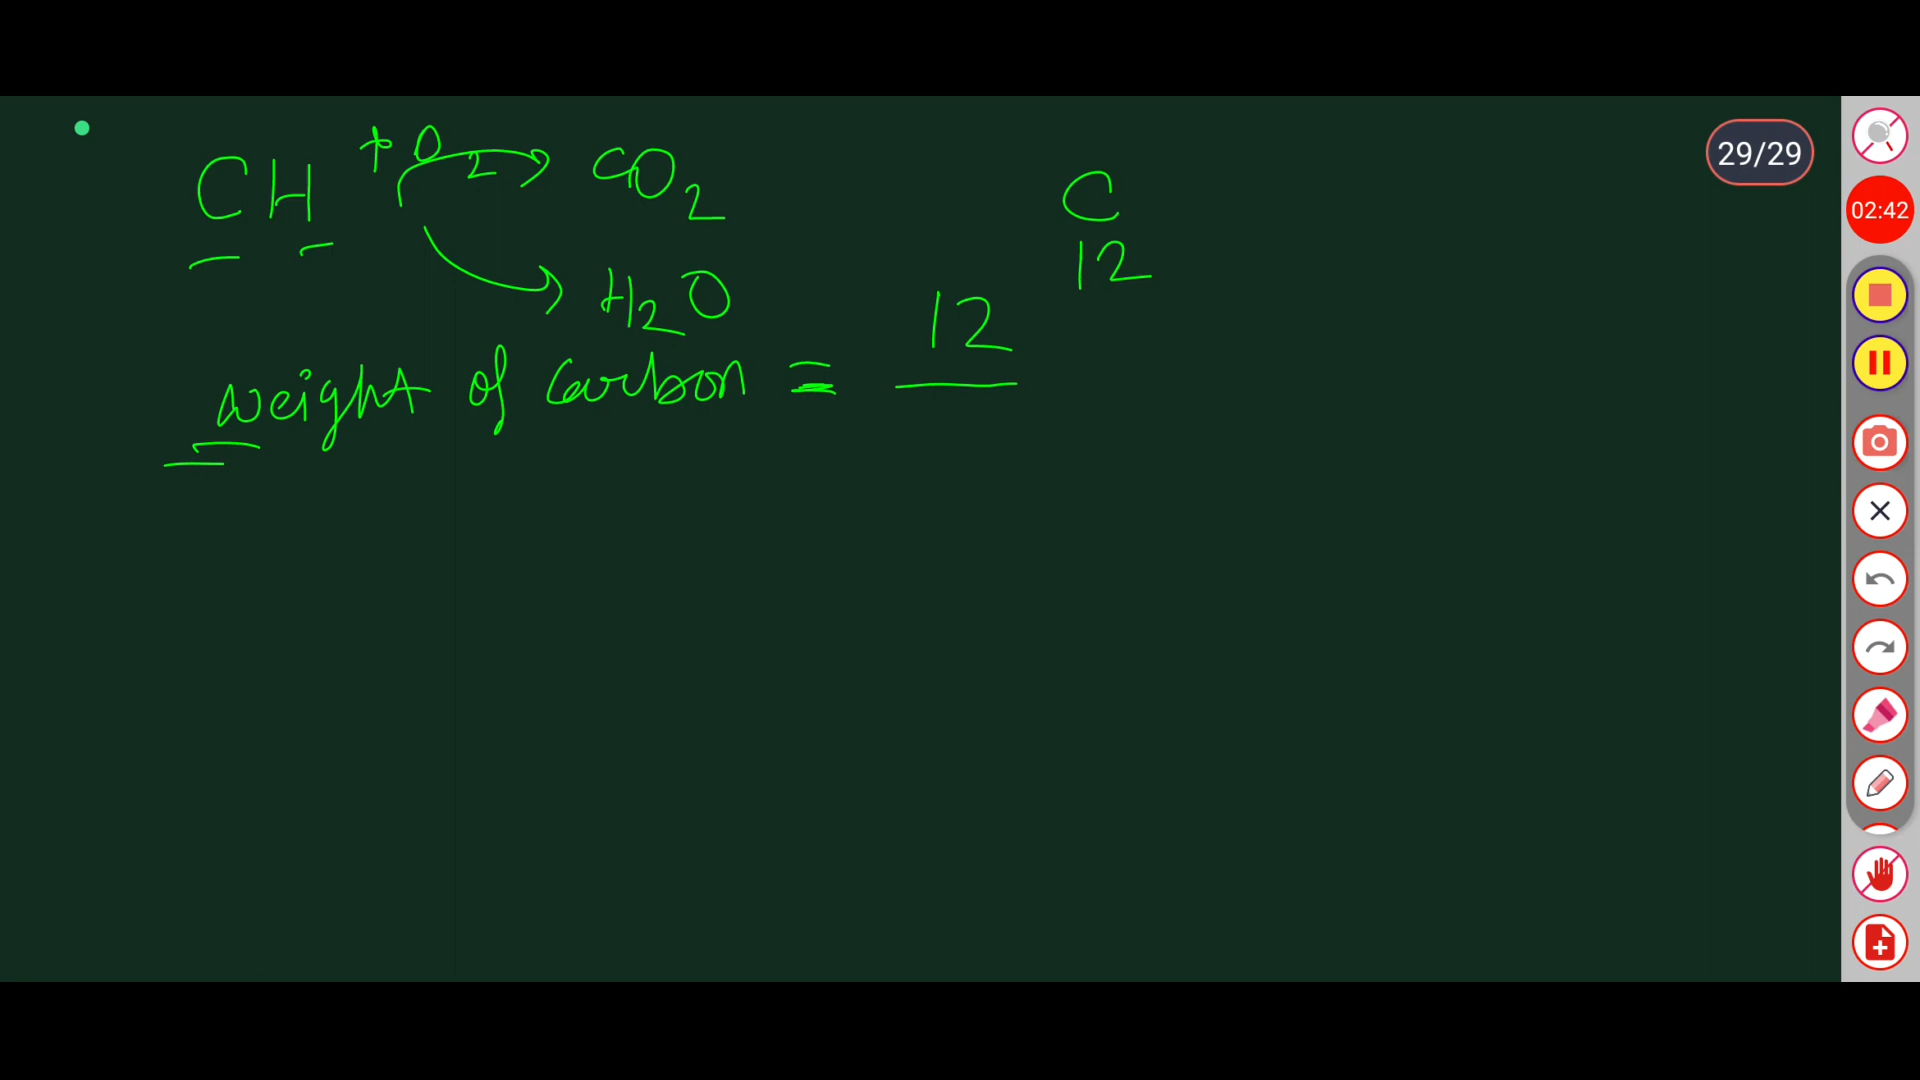 CH + O2 → CO2
C
29/29
02:42
12
→ H2O
12
weight of carbon =